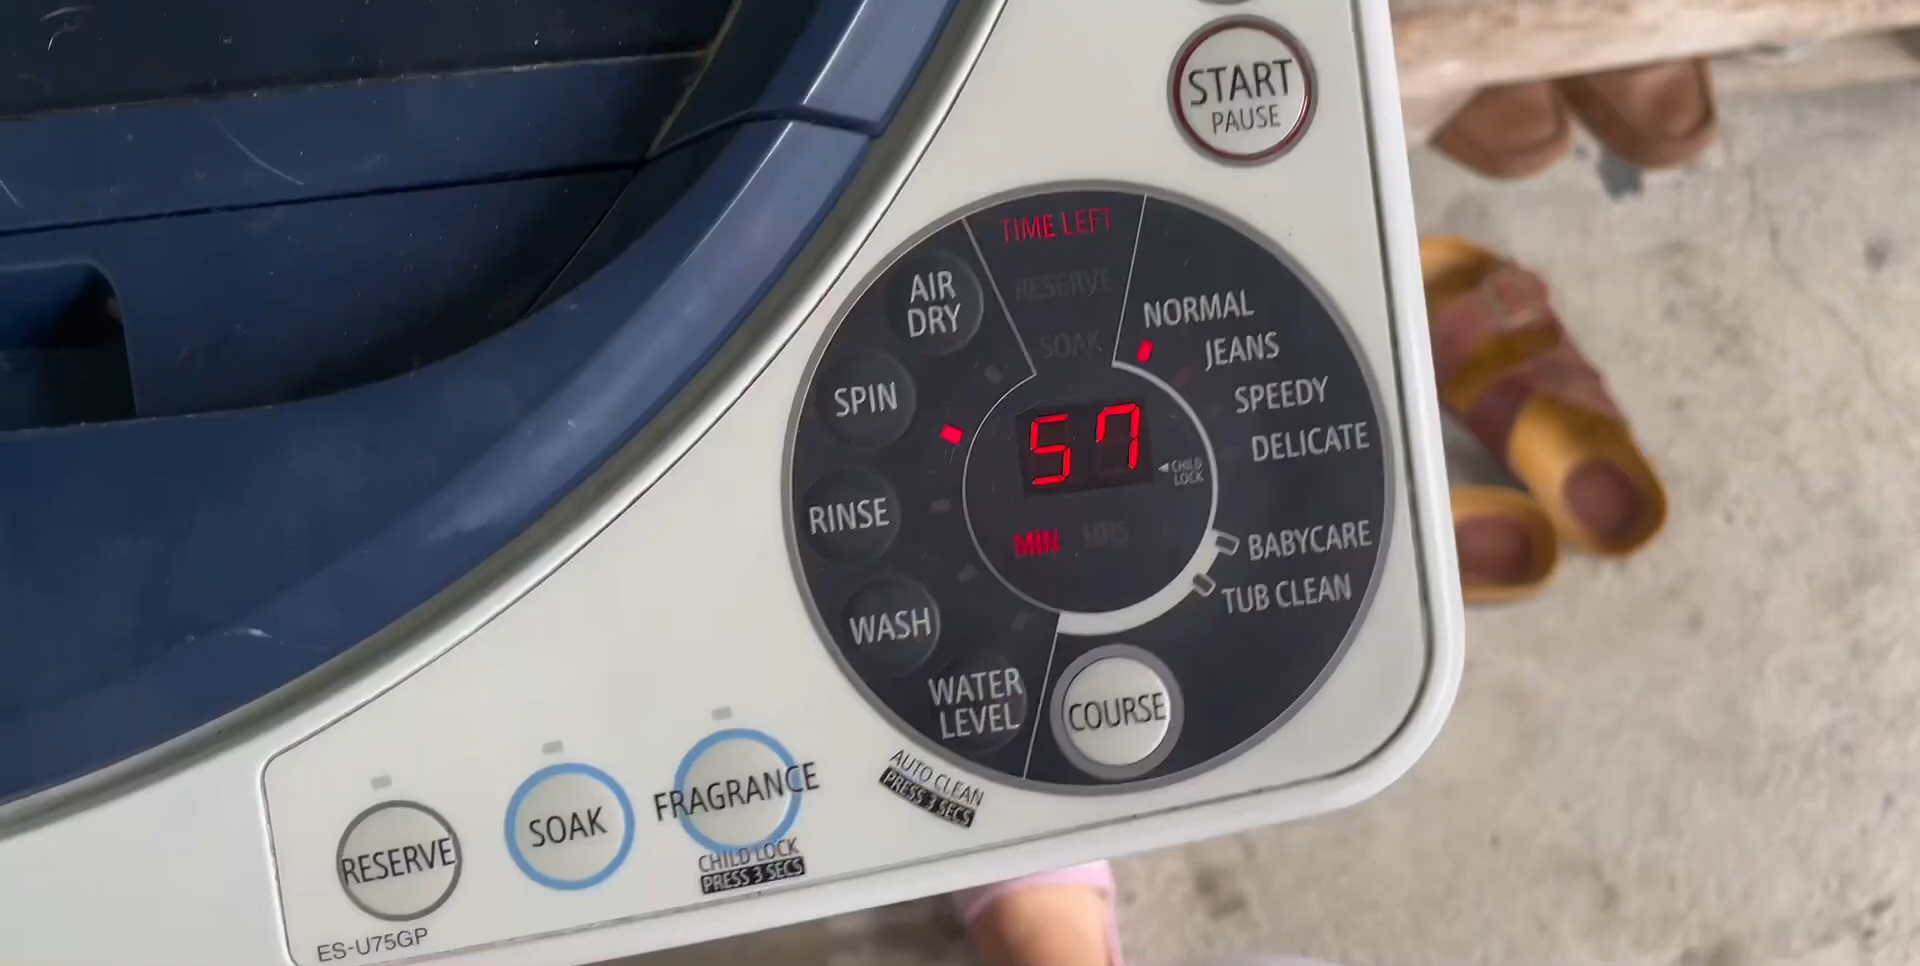 START
PAUSE
TIME LEFT
RESERVE
SOAK
AIR
DRY
SPIN
RINSE
WASH
WATER
LEVEL
NORMAL
JEANS
SPEEDY
DELICATE
BABYCARE
TUB CLEAN
57
◄CHILD
LOCK
MIN HRS
COURSE
AUTO CLEAN
PRESS 3 SECS
FRAGRANCE
CHILD LOCK
PRESS 3 SECS
SOAK
RESERVE
ES-U75GP